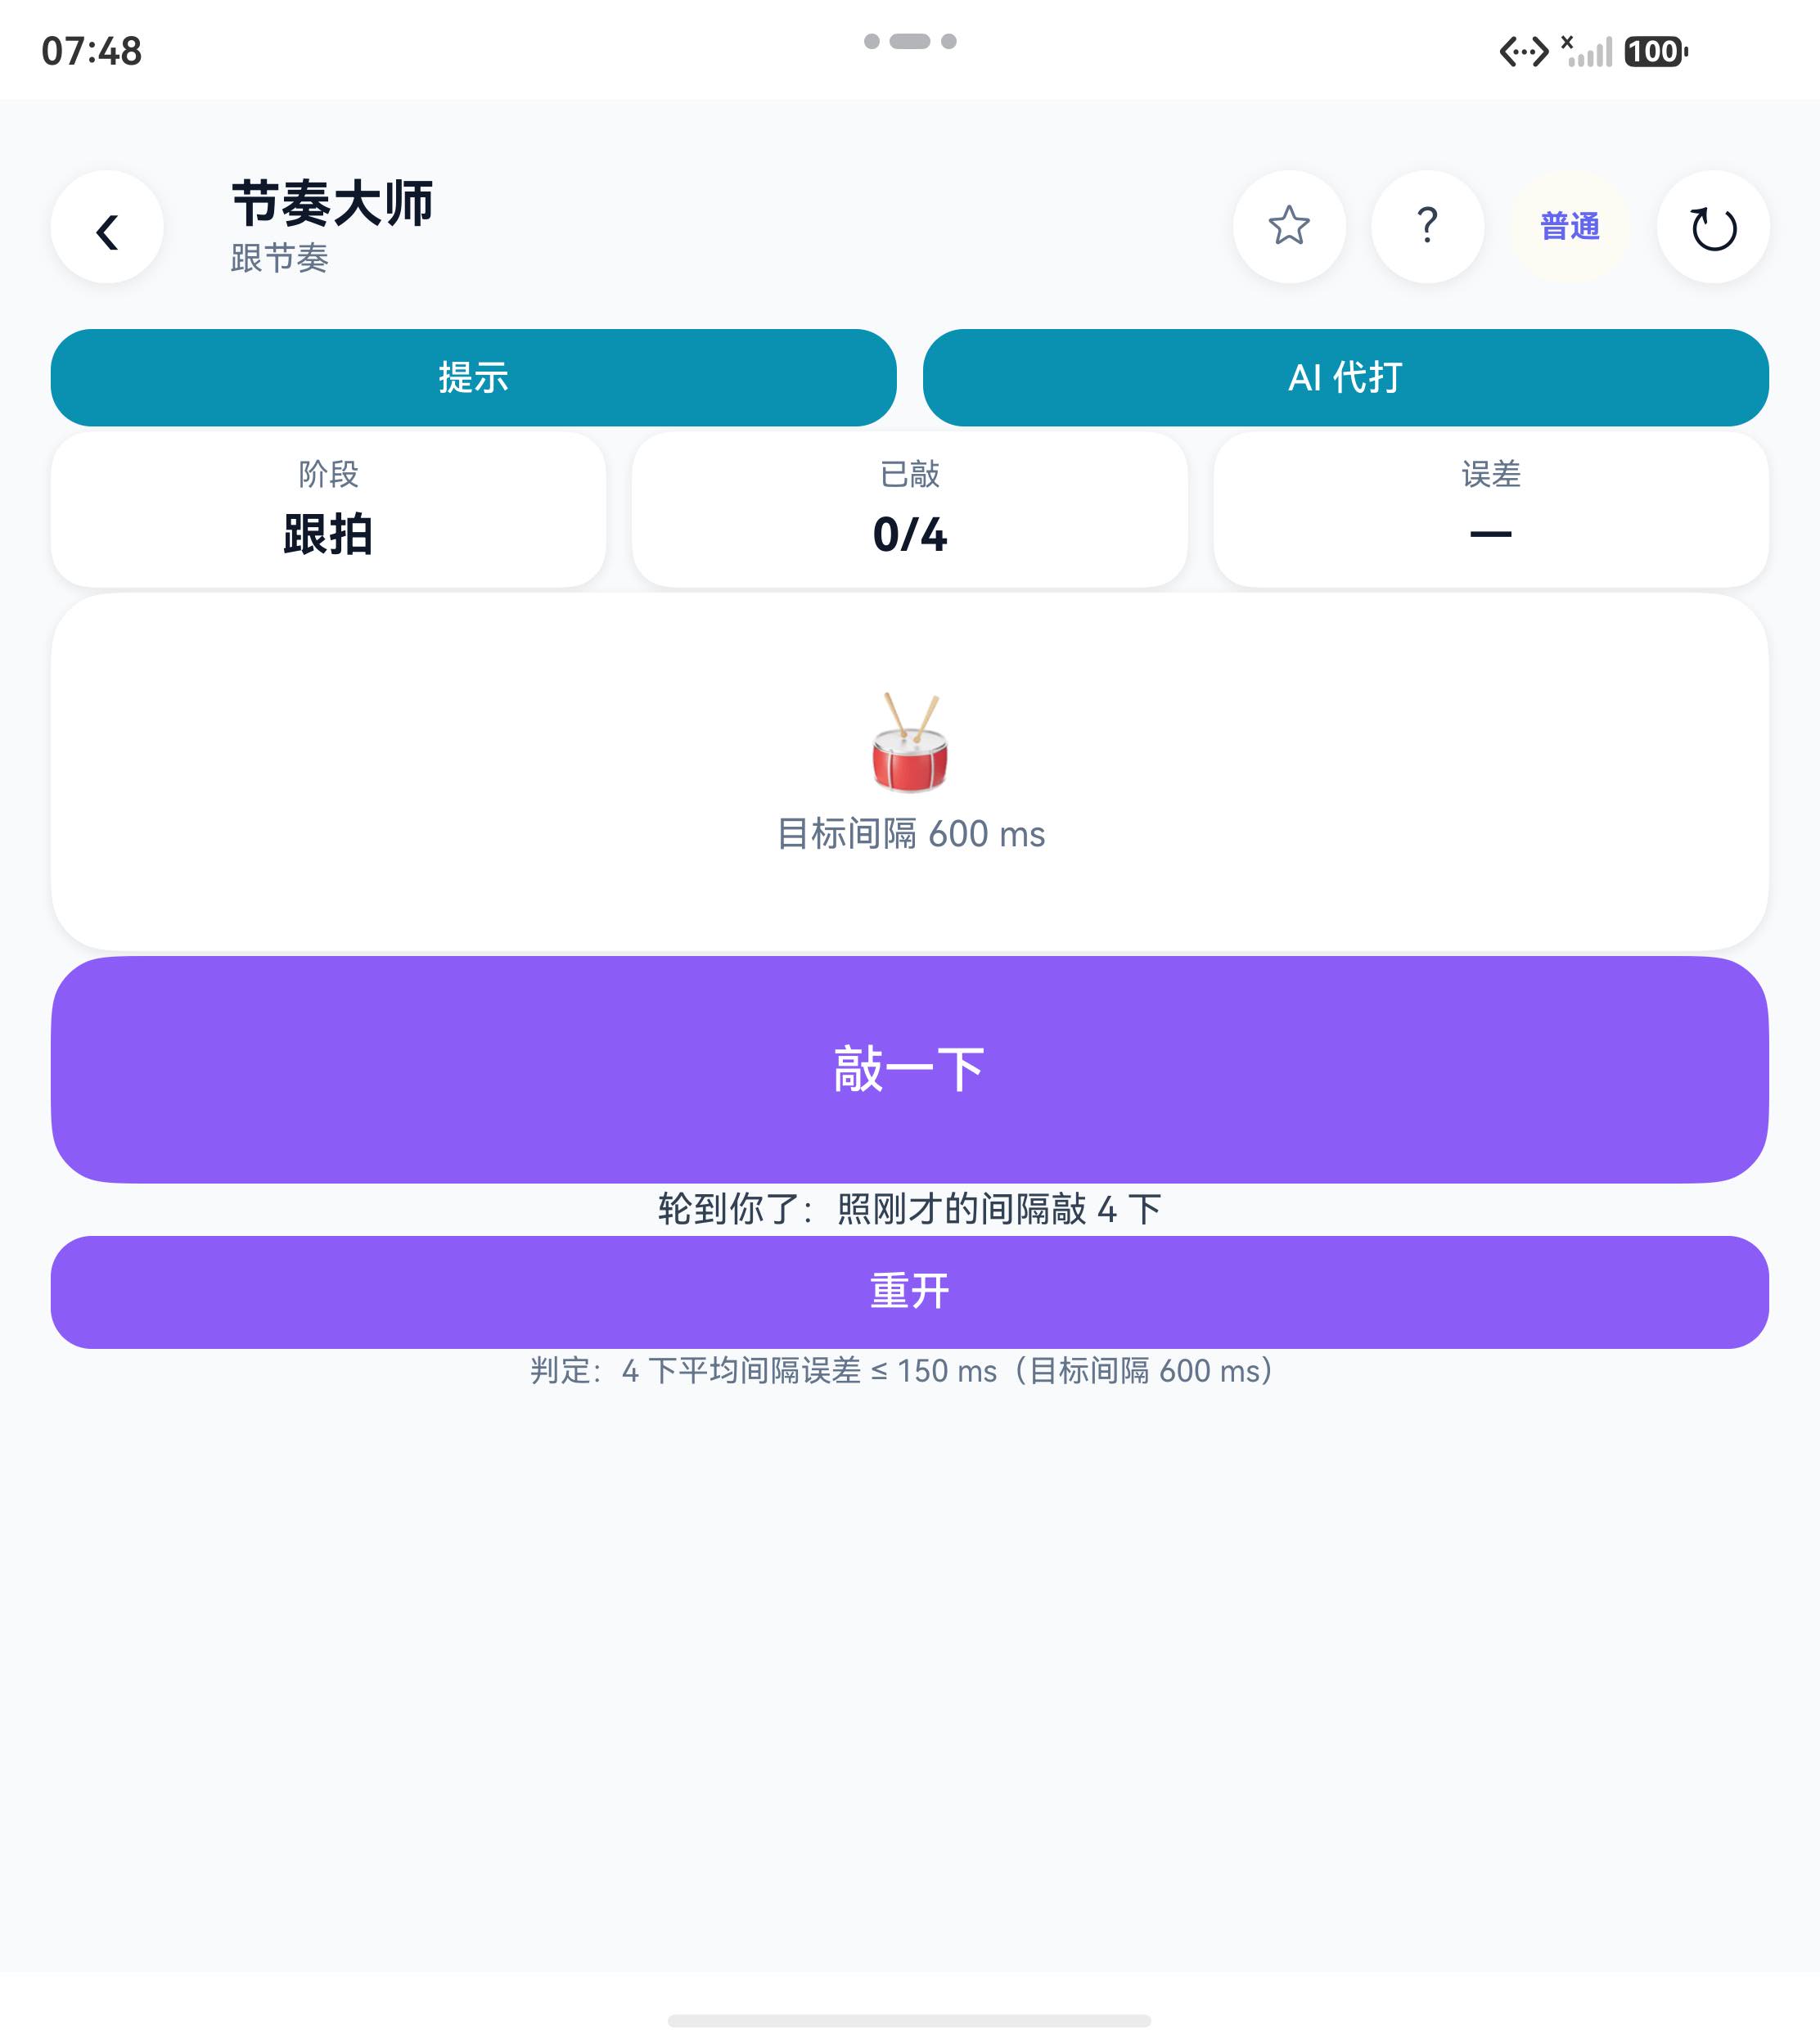 07:48
100
节奏大师
跟节奏
?
普通
提示
AI 代打
阶段
跟拍
已敲
0/4
误差
—
目标间隔 600 ms
敲一下
轮到你了：照刚才的间隔敲 4 下
重开
判定：4 下平均间隔误差 ≤ 150 ms（目标间隔 600 ms）